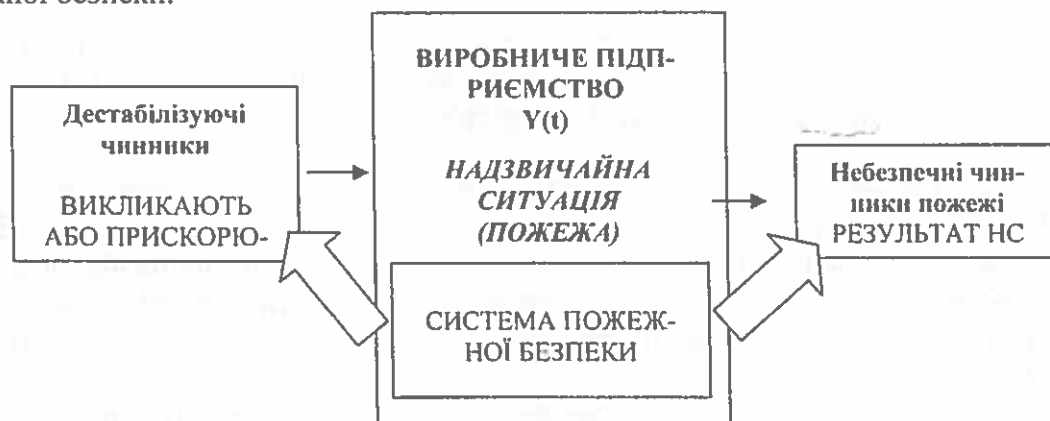 ної безпеки.
Дестабілізуючі
чинники
ВИКЛИКАЮТЬ
АБО ПРИСКОРЮ-
ВИРОБНИЧЕ ПІДП-
РИЄМСТВО
Y(t)
НАДЗВИЧАЙНА
СИТУАЦІЯ
(ПОЖЕЖА)
СИСТЕМА ПОЖЕЖ-
НОЇ БЕЗПЕКИ
Небезпечні чин-
ники пожежі
РЕЗУЛЬТАТ НС